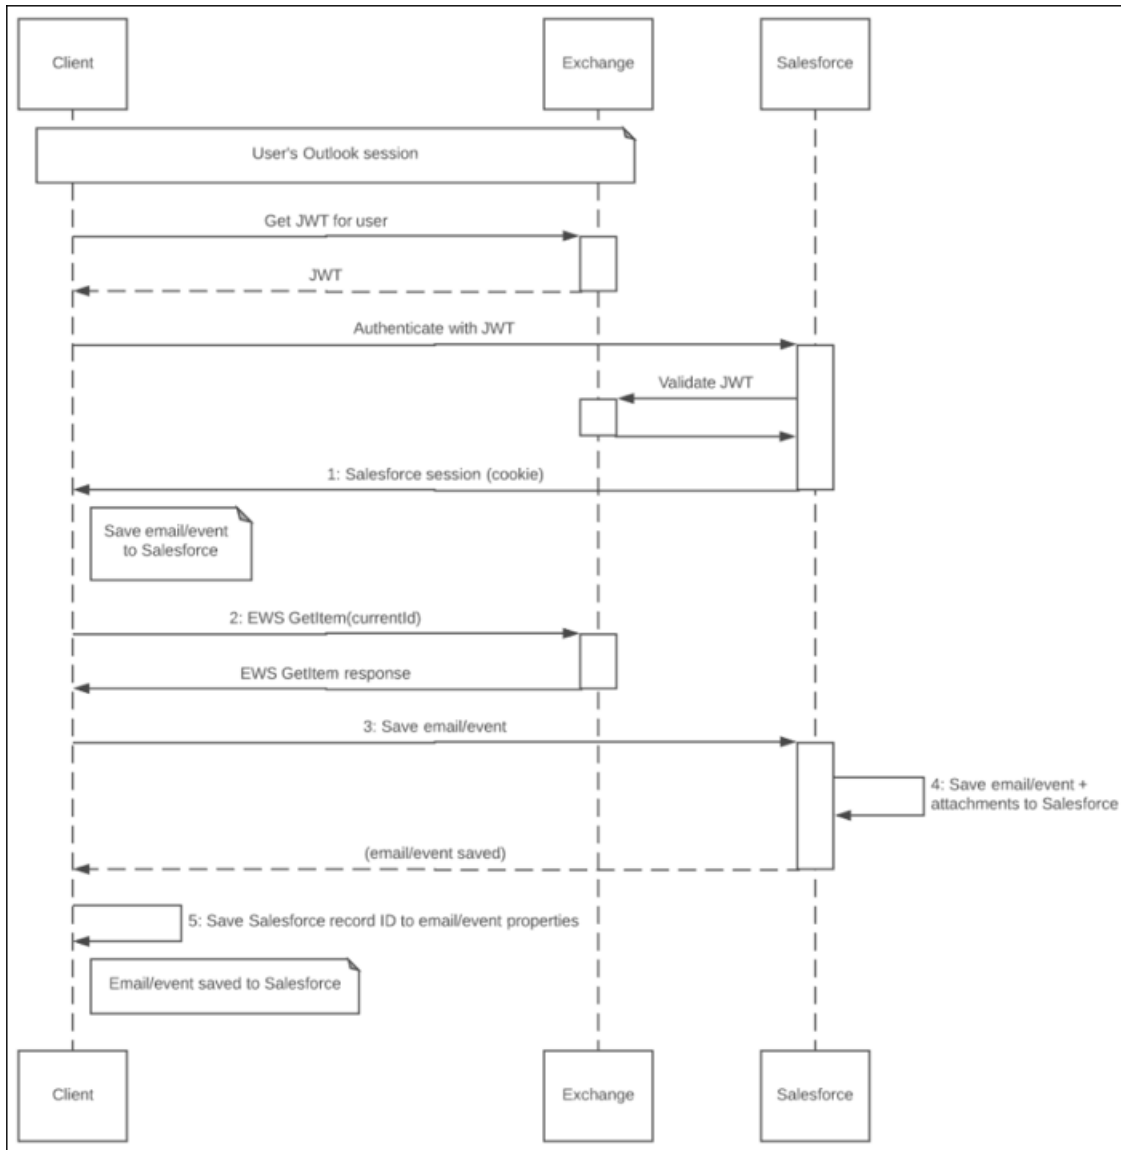 Client
Exchange
Salesforce
User's Outlook session
Get JWT for user
JWT
Authenticate with JWT
Validate JWT
1: Salesforce session (cookie)
Save email/event
to Salesforce
2: EWS GetItem(currentId)
EWS GetItem response
3: Save email/event
4: Save email/event +
attachments to Salesforce
(email/event saved)
5: Save Salesforce record ID to email/event properties
Email/event saved to Salesforce
Client
Exchange
Salesforce